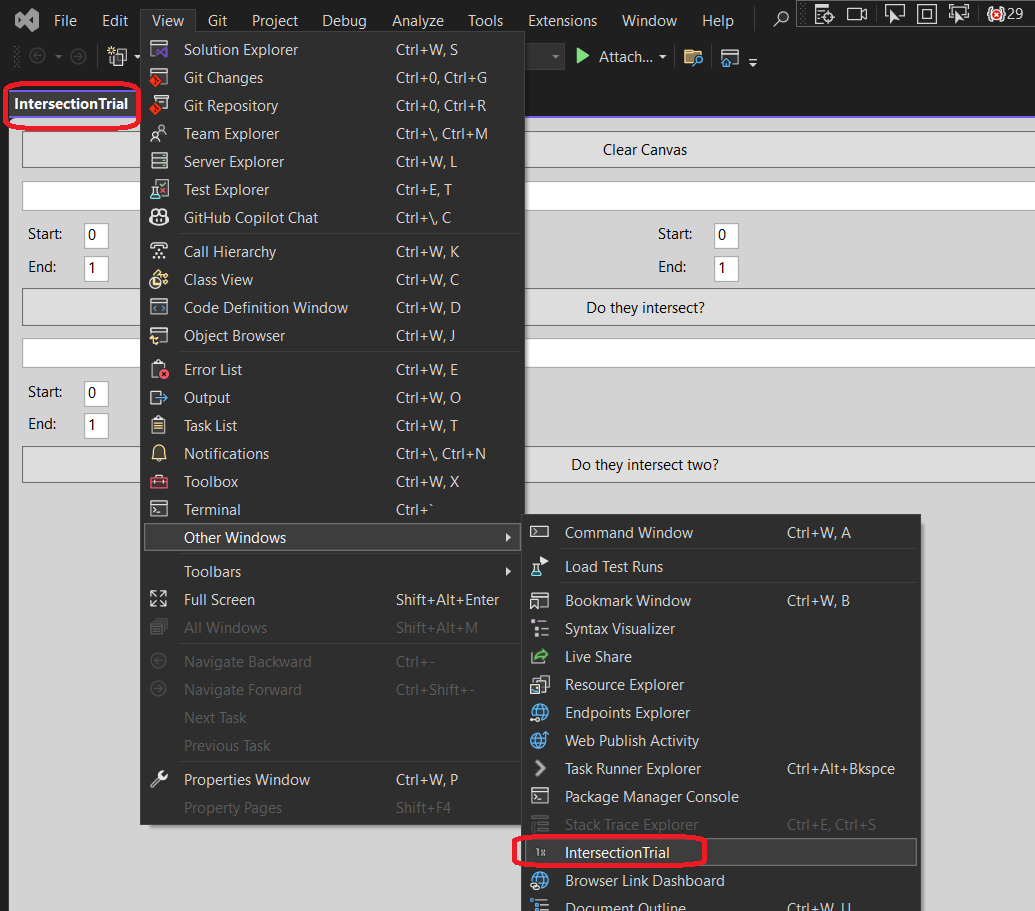 File Edit View Git Project Debug Analyze Tools Extensions Window Help 29
Attach...
IntersectionTrial
Clear Canvas
Start: 0 Start: 0
End: 1 End: 1
Do they intersect?
Start: 0
End: 1
Do they intersect two?
Solution Explorer Ctrl+W, S
Git Changes Ctrl+0, Ctrl+G
Git Repository Ctrl+0, Ctrl+R
Team Explorer Ctrl+\, Ctrl+M
Server Explorer Ctrl+W, L
Test Explorer Ctrl+E, T
GitHub Copilot Chat Ctrl+\, C
Call Hierarchy Ctrl+W, K
Class View Ctrl+W, C
Code Definition Window Ctrl+W, D
Object Browser Ctrl+W, J
Error List Ctrl+W, E
Output Ctrl+W, O
Task List Ctrl+W, T
Notifications Ctrl+\, Ctrl+N
Toolbox Ctrl+W, X
Terminal Ctrl+`
Other Windows
Toolbars
Full Screen Shift+Alt+Enter
All Windows Shift+Alt+M
Navigate Backward Ctrl+-
Navigate Forward Ctrl+Shift+-
Next Task
Previous Task
Properties Window Ctrl+W, P
Property Pages Shift+F4
Command Window Ctrl+W, A
Load Test Runs
Bookmark Window Ctrl+W, B
Syntax Visualizer
Live Share
Resource Explorer
Endpoints Explorer
Web Publish Activity
Task Runner Explorer Ctrl+Alt+Bkspce
Package Manager Console
Stack Trace Explorer Ctrl+E, Ctrl+S
IntersectionTrial
Browser Link Dashboard
Document Outline Ctrl+W, U